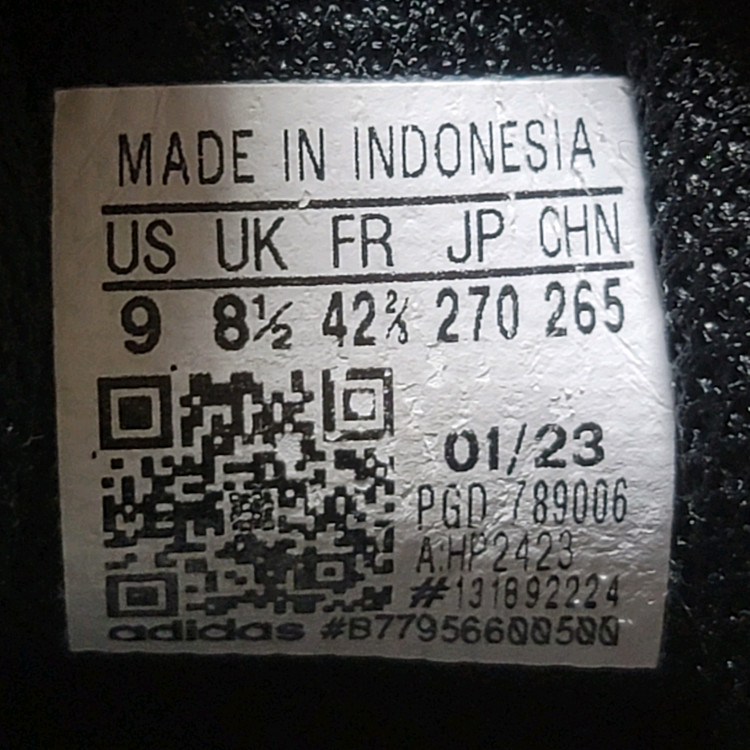 MADE IN INDONESIA
US UK FR JP CHN
9 8½ 42⅔ 270 265
01/23
PGD 789006
A:HP2423
#131892224
adidas #B77956600500